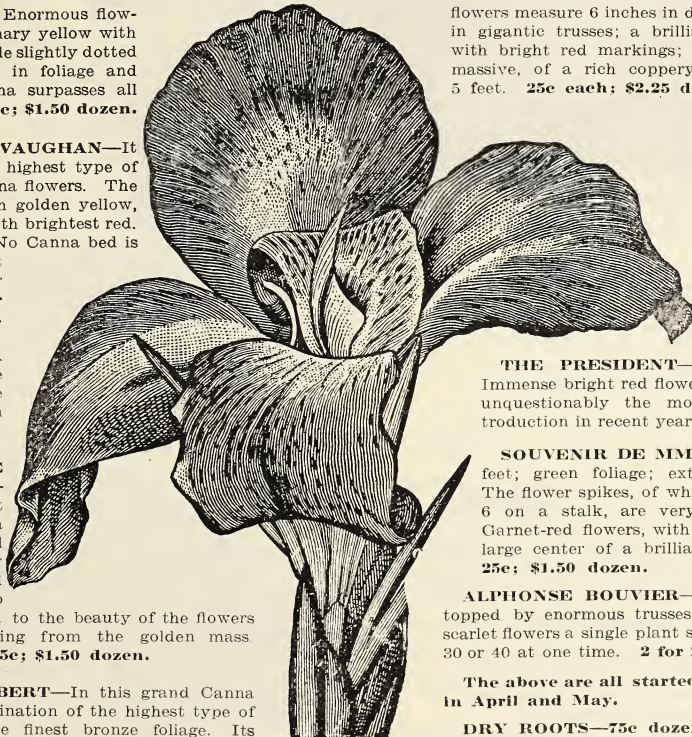 Enormous flow-
ary yellow with
le slightly dotted
in foliage and
na surpasses all
c; $1.50 dozen.
VAUGHAN—It
highest type of
na flowers. The
n golden yellow,
th brightest red.
No Canna bed is
to the beauty of the flowers
ing from the golden mass
5c; $1.50 dozen.
BERT—In this grand Canna
ination of the highest type of
e finest bronze foliage. Its
flowers measure 6 inches in d
in gigantic trusses; a brillia
with bright red markings;
massive, of a rich coppery
5 feet. 25c each; $2.25 d
THE PRESIDENT—
Immense bright red flowe
unquestionably the mo
troduction in recent year
SOUVENIR DE MM
feet; green foliage; ext
The flower spikes, of whi
6 on a stalk, are very
Garnet-red flowers, with
large center of a brillia
25c; $1.50 dozen.
ALPHONSE BOUVIER—
topped by enormous trusses
scarlet flowers a single plant s
30 or 40 at one time. 2 for
The above are all started
in April and May.
DRY ROOTS—75c dozen